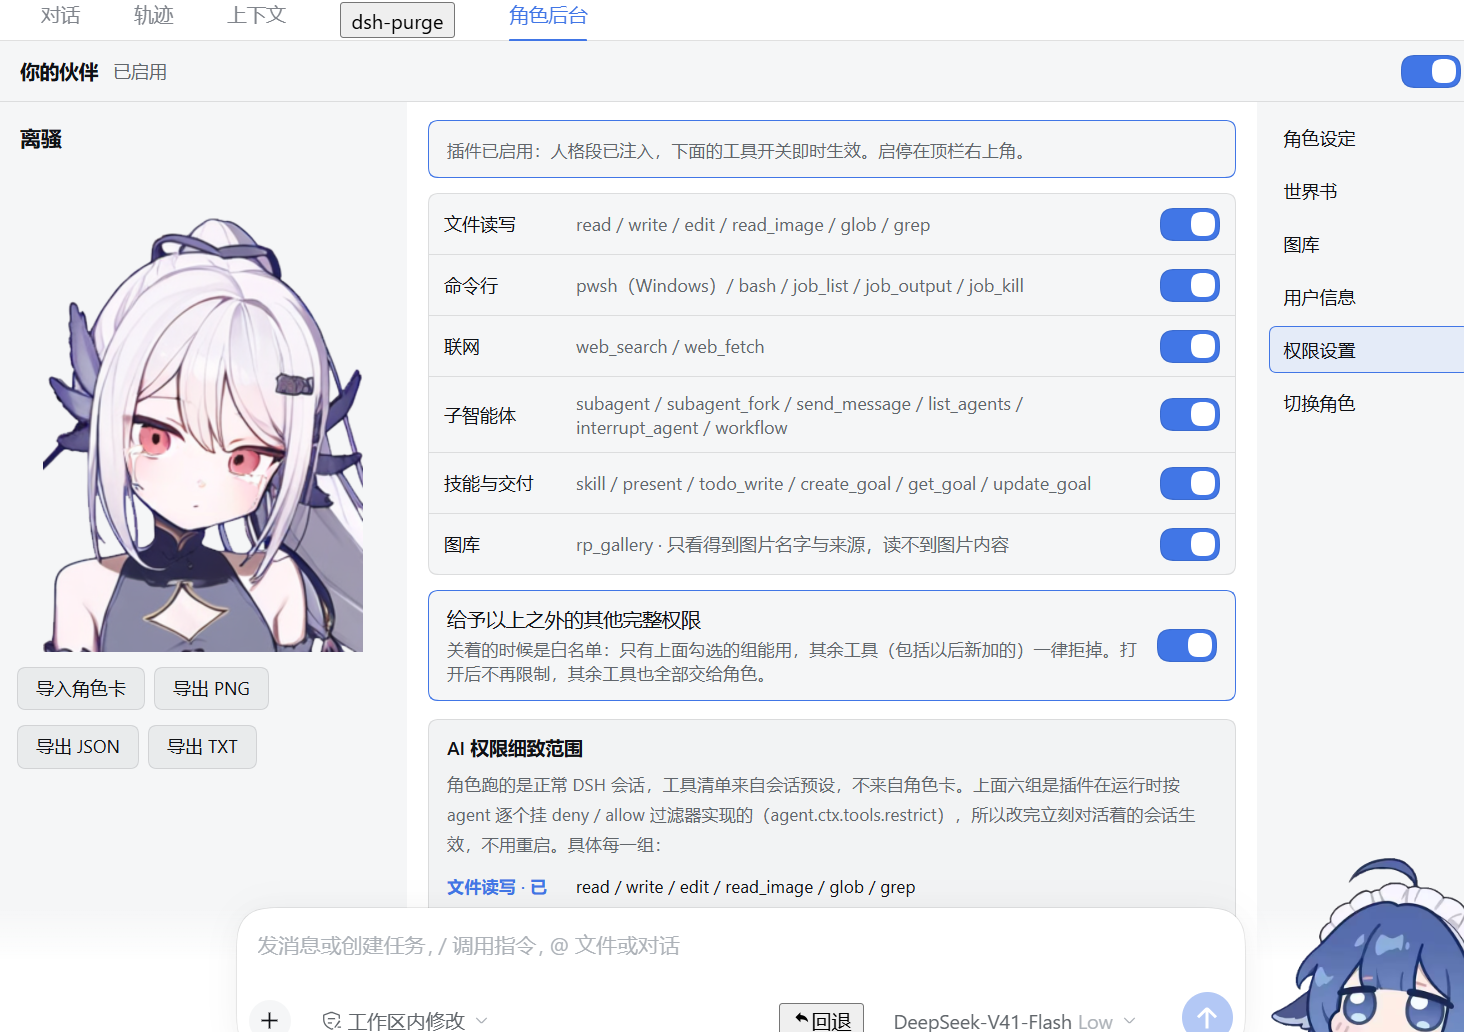 对话 轨迹 上下文 dsh-purge 角色后台
你的伙伴 已启用
离骚
导入角色卡 导出 PNG
导出 JSON 导出 TXT
插件已启用：人格段已注入，下面的工具开关即时生效。启停在顶栏右上角。
文件读写 read / write / edit / read_image / glob / grep
命令行 pwsh（Windows）/ bash / job_list / job_output / job_kill
联网 web_search / web_fetch
子智能体 subagent / subagent_fork / send_message / list_agents /
interrupt_agent / workflow
技能与交付 skill / present / todo_write / create_goal / get_goal / update_goal
图库 rp_gallery · 只看得到图片名字与来源，读不到图片内容
给予以上之外的其他完整权限
关着的时候是白名单：只有上面勾选的组能用，其余工具（包括以后新加的）一律拒掉。打
开后不再限制，其余工具也全部交给角色。
AI 权限细致范围
角色跑的是正常 DSH 会话，工具清单来自会话预设，不来自角色卡。上面六组是插件在运行时按
agent 逐个挂 deny / allow 过滤器实现的（agent.ctx.tools.restrict），所以改完立刻对活着的会话生
效，不用重启。具体每一组：
文件读写 · 已 read / write / edit / read_image / glob / grep
角色设定
世界书
图库
用户信息
权限设置
切换角色
发消息或创建任务, / 调用指令, @ 文件或对话
工作区内修改 回退 DeepSeek-V41-Flash Low